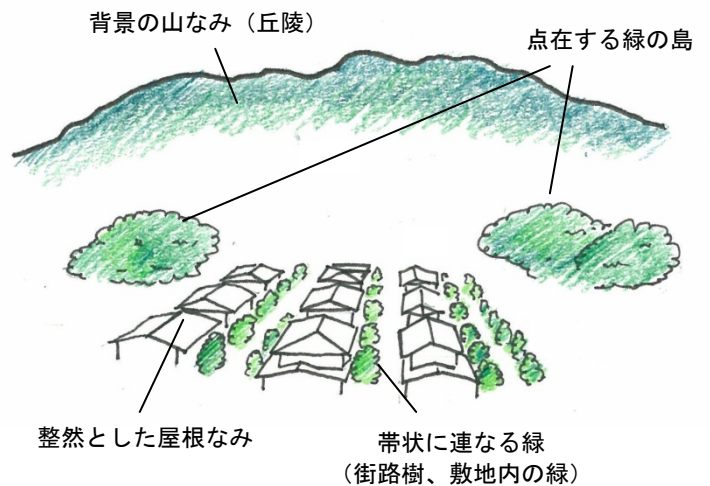 背景の山なみ（丘陵）
点在する緑の島
整然とした屋根なみ
帯状に連なる緑
（街路樹、敷地内の緑）